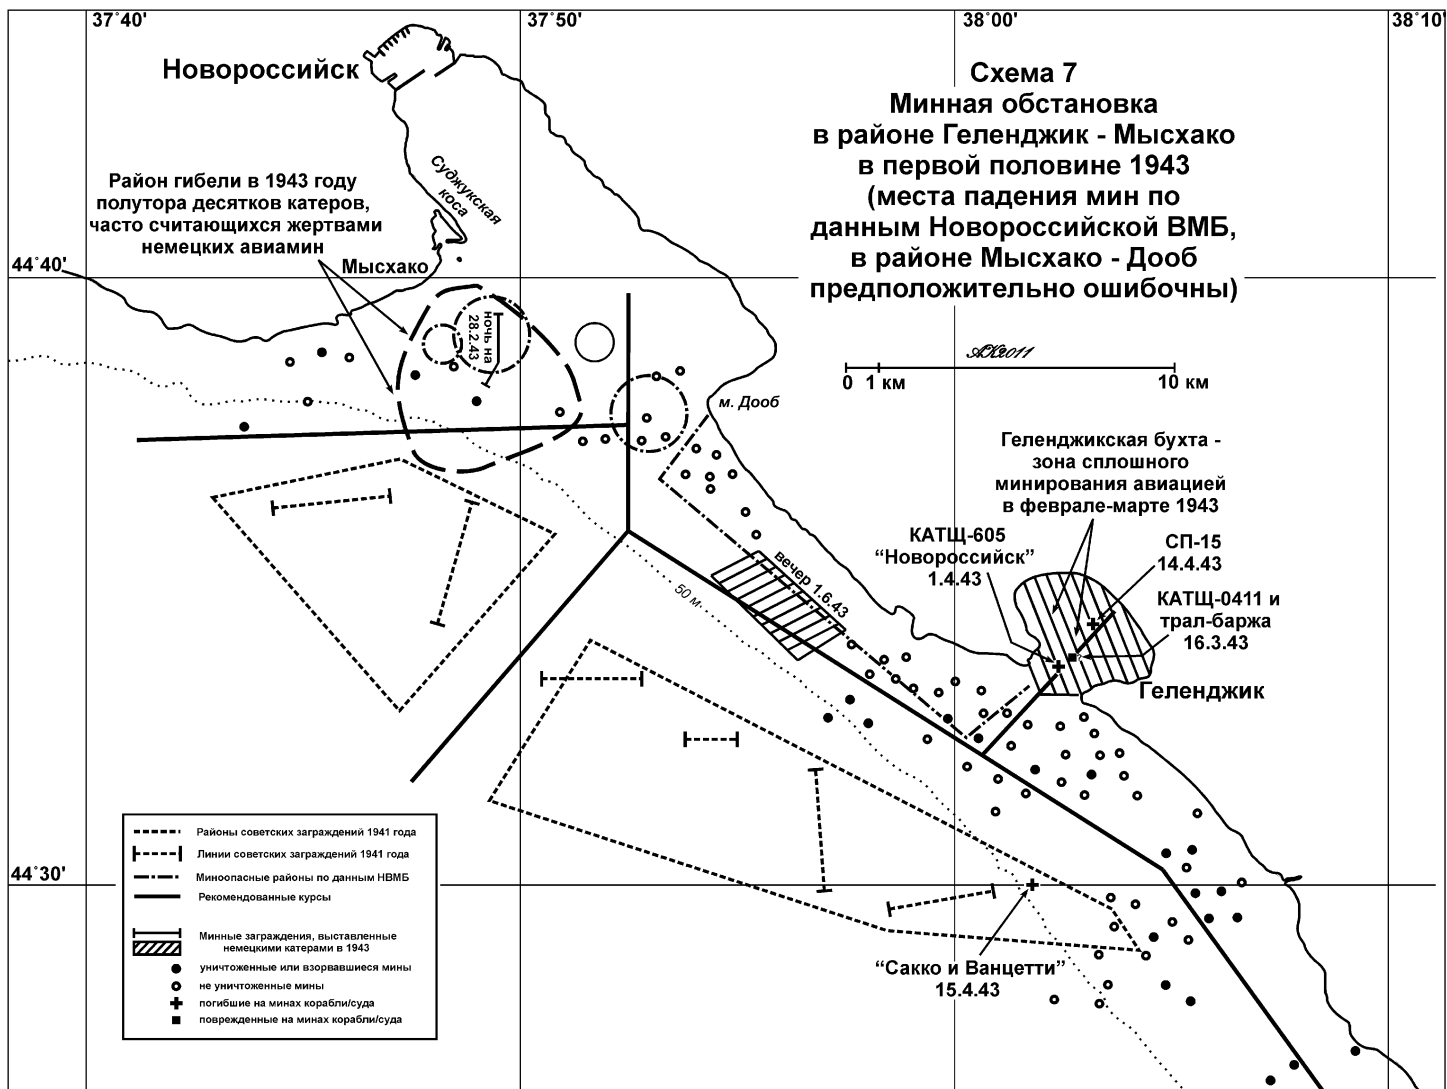 37˚40'
37˚50'
38˚00'
38˚10'
Новороссийск
Схема 7
Минная обстановка
в районе Геленджик - Мысхако
в первой половине 1943
(места падения мин по
данным Новороссийской ВМБ,
в районе Мысхако - Дооб
предположительно ошибочны)
Район гибели в 1943 году
полутора десятков катеров,
часто считающихся жертвами
немецких авиамин
Суджукская
коса
44˚40'
Мысхако
ночь на
28.2.43
АК2011
0 1 км 10 км
м. Дооб
Геленджикская бухта -
зона сплошного
минирования авиацией
в феврале-марте 1943
КАТЩ-605
“Новороссийск”
1.4.43
СП-15
14.4.43
КАТЩ-0411 и
трал-баржа
16.3.43
вечер 1.6.43
50 м
Геленджик
44˚30'
Районы советских заграждений 1941 года
Линии советских заграждений 1941 года
Миноопасные районы по данным НВМБ
Рекомендованные курсы
Минные заграждения, выставленные
немецкими катерами в 1943
уничтоженные или взорвавшиеся мины
не уничтоженные мины
погибшие на минах корабли/суда
поврежденные на минах корабли/суда
“Сакко и Ванцетти”
15.4.43